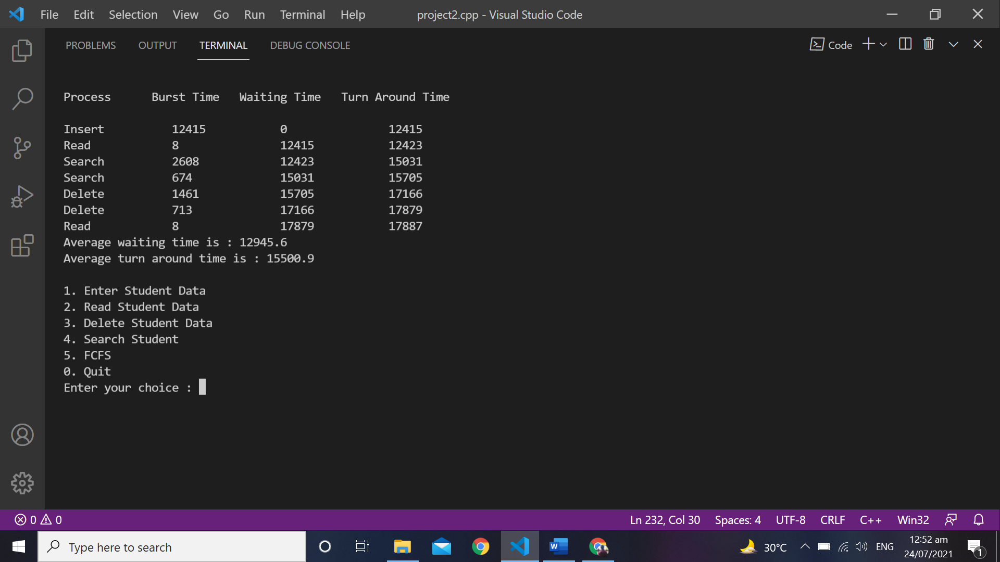 File Edit Selection View Go Run Terminal Help project2.cpp - Visual Studio Code
PROBLEMS OUTPUT TERMINAL DEBUG CONSOLE Code
Process Burst Time Waiting Time Turn Around Time
Insert 12415 0 12415
Read 8 12415 12423
Search 2608 12423 15031
Search 674 15031 15705
Delete 1461 15705 17166
Delete 713 17166 17879
Read 8 17879 17887
Average waiting time is : 12945.6
Average turn around time is : 15500.9
1. Enter Student Data
2. Read Student Data
3. Delete Student Data
4. Search Student
5. FCFS
0. Quit
Enter your choice :
0 0 Ln 232, Col 30 Spaces: 4 UTF-8 CRLF C++ Win32
Type here to search W 30°C ENG 12:52 am
24/07/2021 1